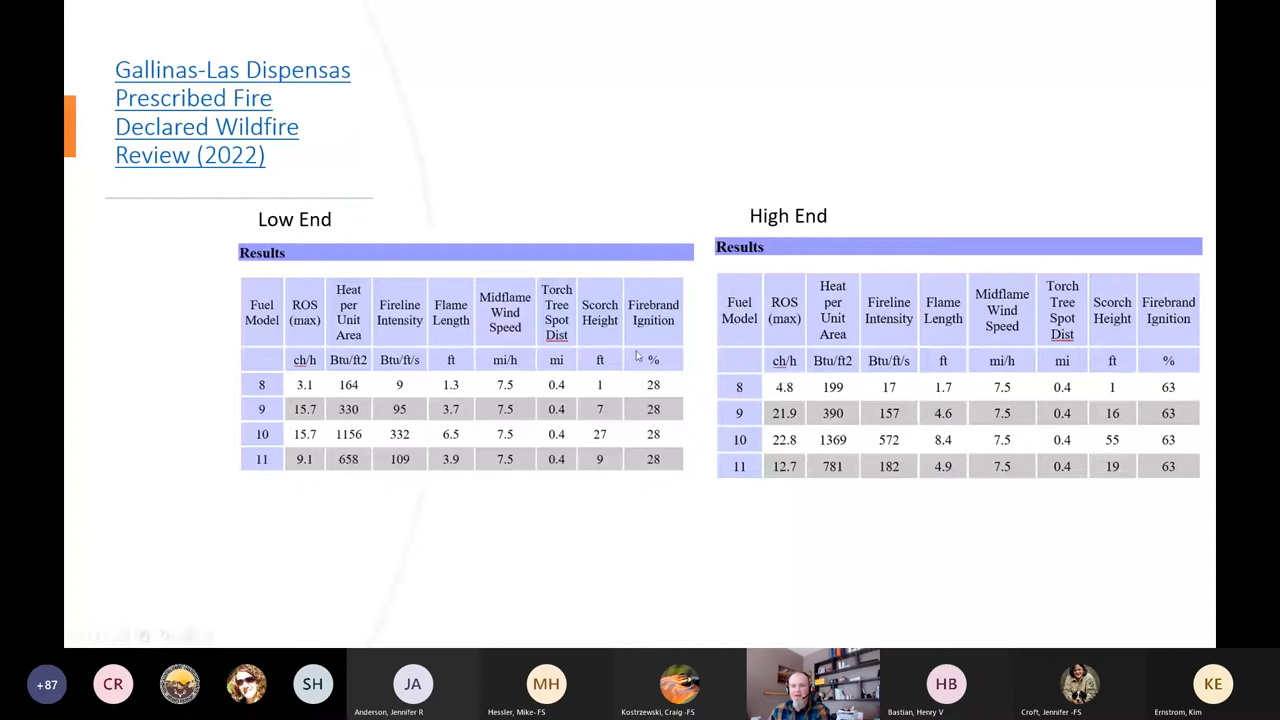 Gallinas-Las Dispensas
Prescribed Fire
Declared Wildfire
Review (2022)
Low End
Results
Fuel Model ROS (max) Heat per Unit Area Fireline Intensity Flame Length Midflame Wind Speed Torch Tree Spot Dist Scorch Height Firebrand Ignition
ch/h Btu/ft2 Btu/ft/s ft mi/h mi ft %
8 3.1 164 9 1.3 7.5 0.4 1 28
9 15.7 330 95 3.7 7.5 0.4 7 28
10 15.7 1156 332 6.5 7.5 0.4 27 28
11 9.1 658 109 3.9 7.5 0.4 9 28
High End
Results
Fuel Model ROS (max) Heat per Unit Area Fireline Intensity Flame Length Midflame Wind Speed Torch Tree Spot Dist Scorch Height Firebrand Ignition
ch/h Btu/ft2 Btu/ft/s ft mi/h mi ft %
8 4.8 199 17 1.7 7.5 0.4 1 63
9 21.9 390 157 4.6 7.5 0.4 16 63
10 22.8 1369 572 8.4 7.5 0.4 55 63
11 12.7 781 182 4.9 7.5 0.4 19 63
+87 CR SH JA MH HB KE
Anderson, Jennifer R Hessler, Mike- FS Kostrzewski, Craig -FS Bastian, Henry V Croft, Jennifer -FS Ernstrom, Kim